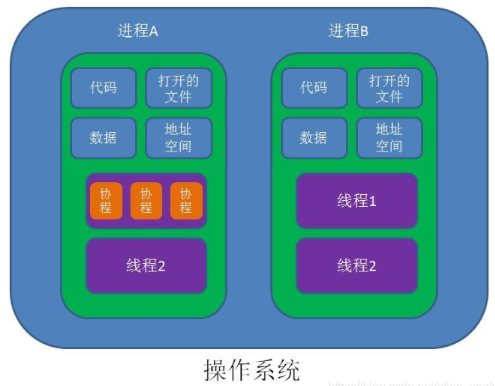 进程A
进程B
代码
打开的
文件
代码
打开的
文件
数据
地址
空间
数据
地址
空间
协
程
协
程
协
程
线程1
线程2
线程2
操作系统